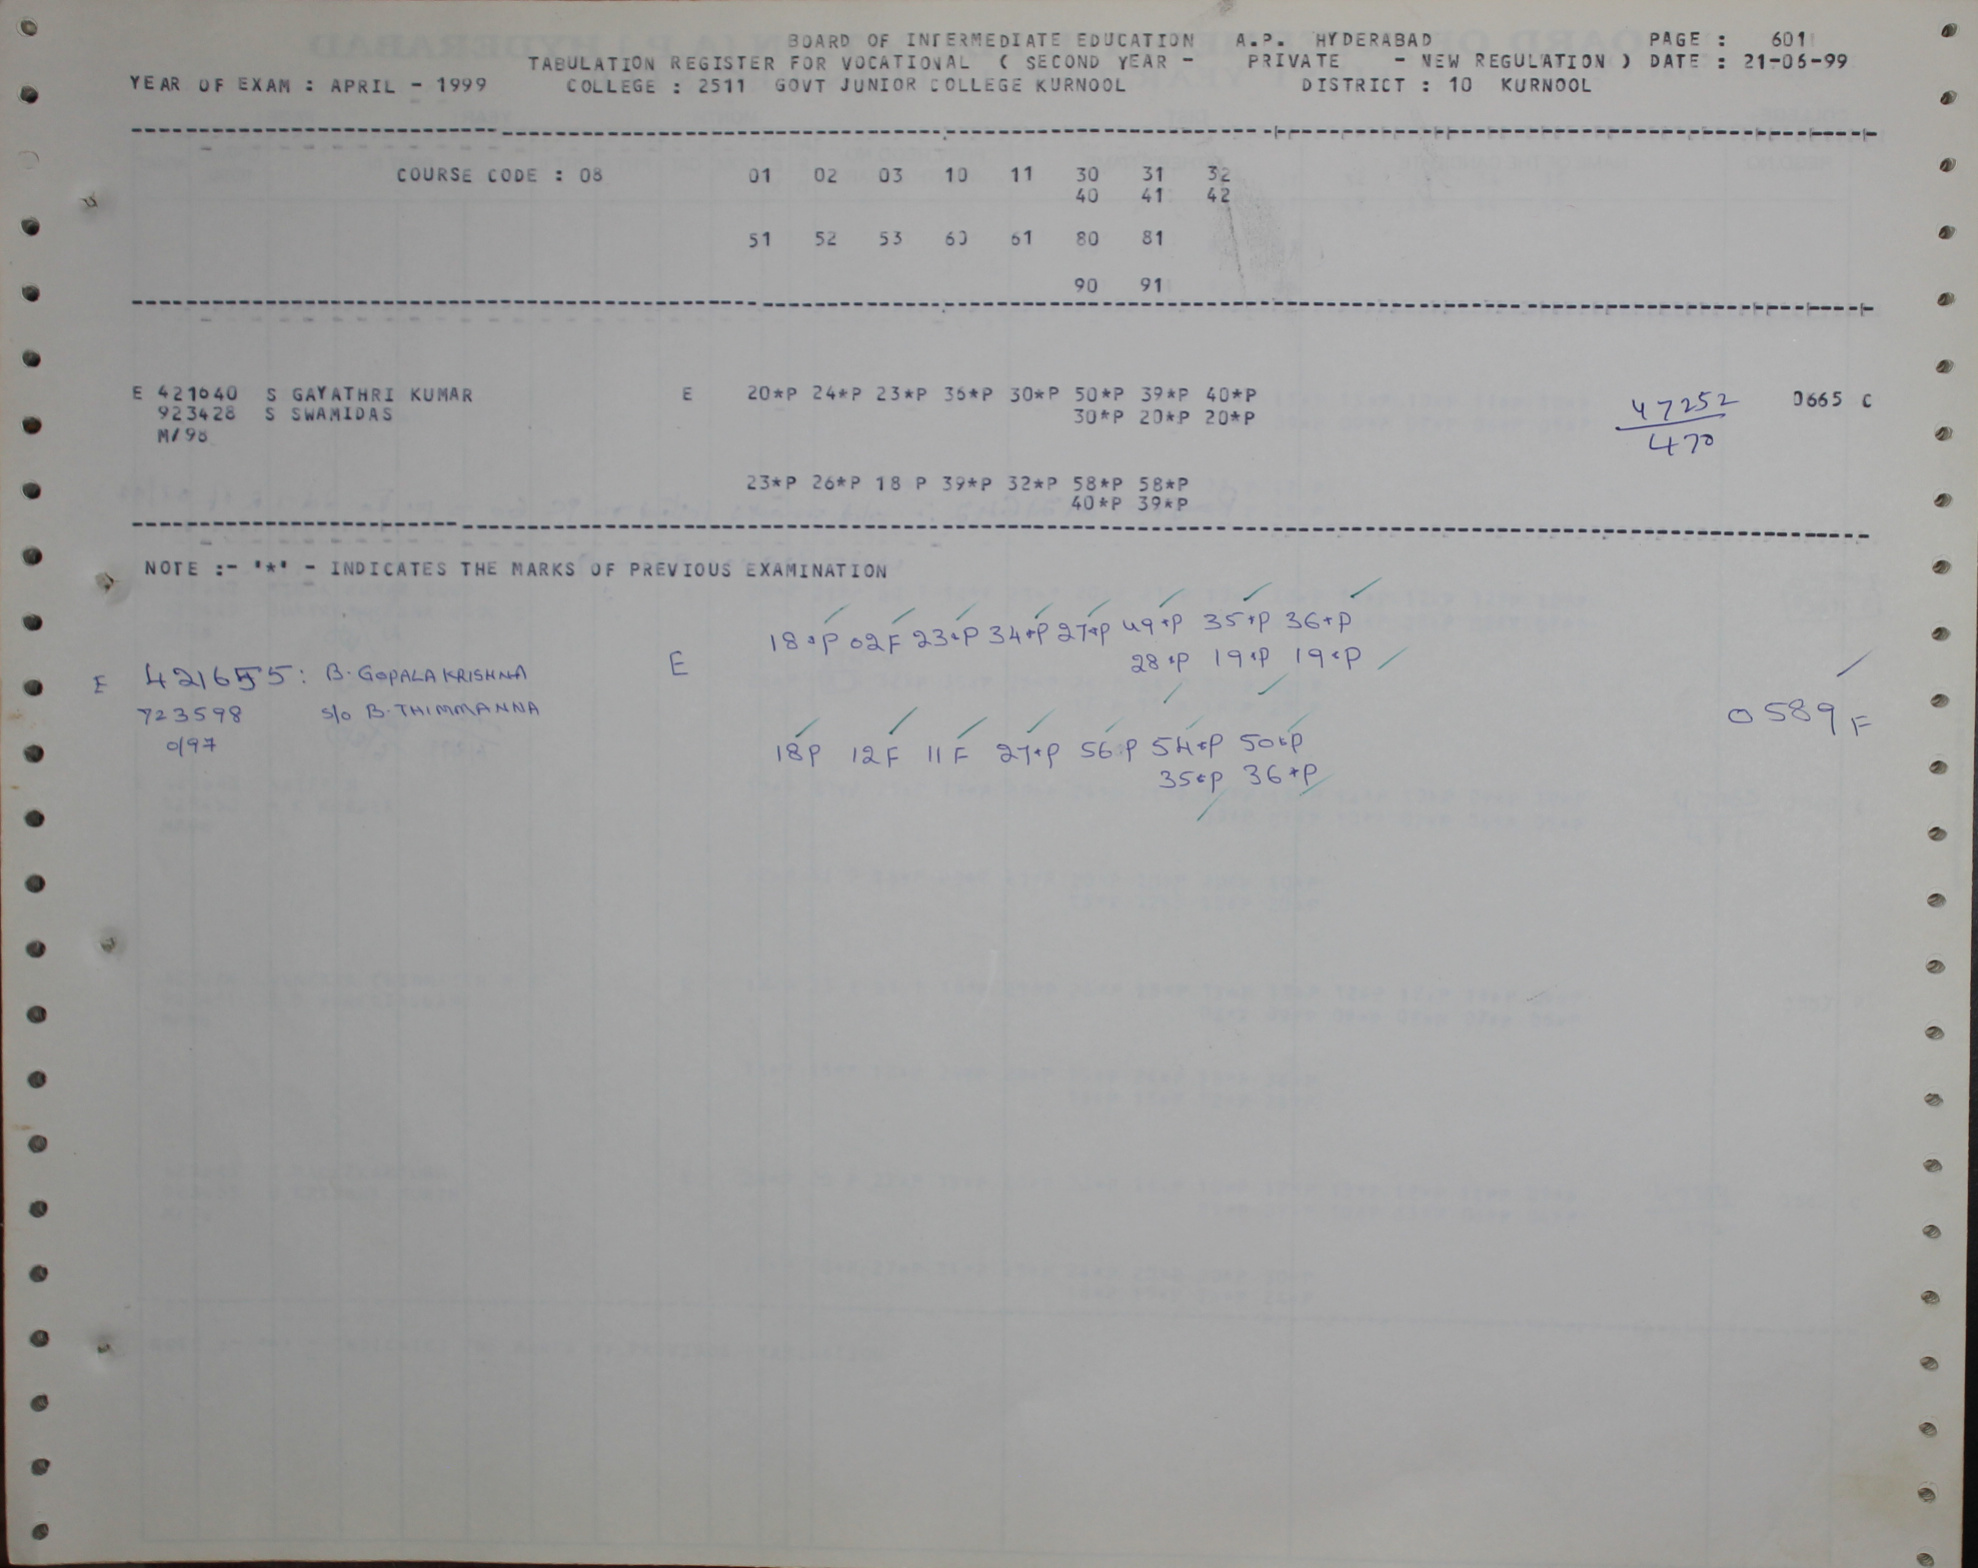 BOARD OF INTERMEDIATE EDUCATION A.P. HYDERABAD PAGE : 601
TABULATION REGISTER FOR VOCATIONAL ( SECOND YEAR - PRIVATE - NEW REGULATION ) DATE : 21-06-99
YEAR OF EXAM : APRIL - 1999 COLLEGE : 2511 GOVT JUNIOR COLLEGE KURNOOL DISTRICT : 10 KURNOOL
COURSE CODE : 08 01 02 03 10 11 30 31 32
40 41 42
51 52 53 60 61 80 81
90 91
E 421640 S GAYATHRI KUMAR E 20*P 24*P 23*P 36*P 30*P 50*P 39*P 40*P 47252 0665 C
923428 S SWAMIDAS 30*P 20*P 20*P
M/98 470
23*P 26*P 18 P 39*P 32*P 58*P 58*P
40*P 39*P
NOTE :- '*' - INDICATES THE MARKS OF PREVIOUS EXAMINATION
18*P 02F 23*P 34*P 27*P 49*P 35*P 36*P
E 421655: B. GOPALA KRISHNA E 28*P 19*P 19*P
723598 S/o B. THIMMANNA 0589 F
0/97
18P 12F 11F 27*P 56 P 54*P 50*P
35*P 36*P